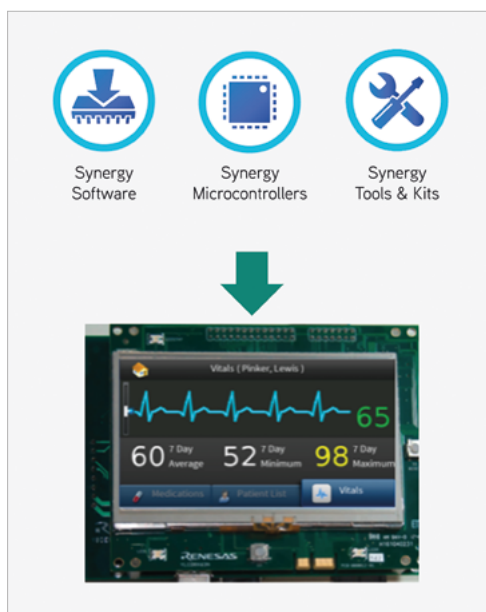 Synergy
Software
Synergy
Microcontrollers
Synergy
Tools & Kits
Vitals ( Pinker, Lewis )
65
60 7 Day
Average
52 7 Day
Minimum
98 7 Day
Maximum
Medications
Patient List
Vitals
RENESAS